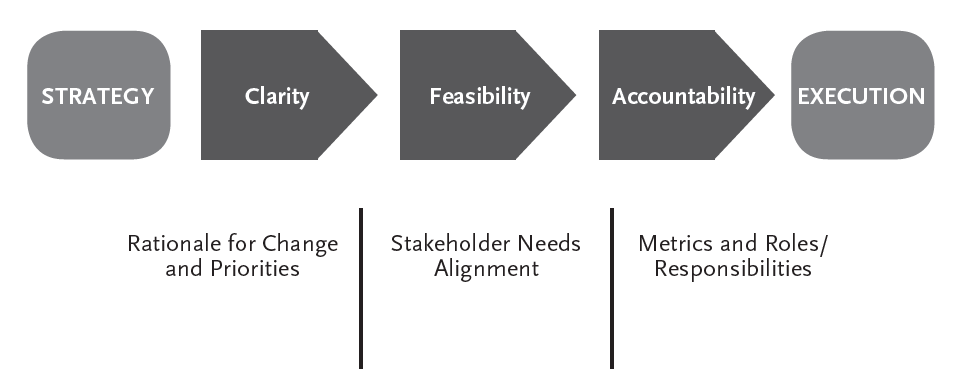 STRATEGY
Clarity
Feasibility
Accountability
EXECUTION
Rationale for Change
and Priorities
Stakeholder Needs
Alignment
Metrics and Roles/
Responsibilities